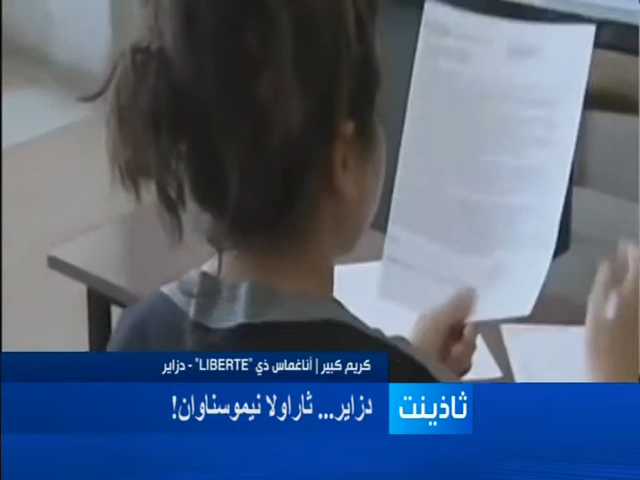 كريم كبير | أناغماس ذي "LIBERTE" - دزاير
ثاذينت
دزاير... ثاراولا نيموسناوان!